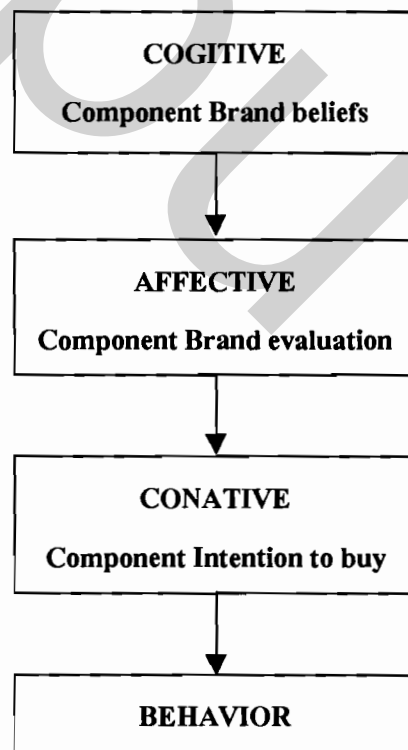 COGITIVE
Component Brand beliefs
AFFECTIVE
Component Brand evaluation
CONATIVE
Component Intention to buy
BEHAVIOR